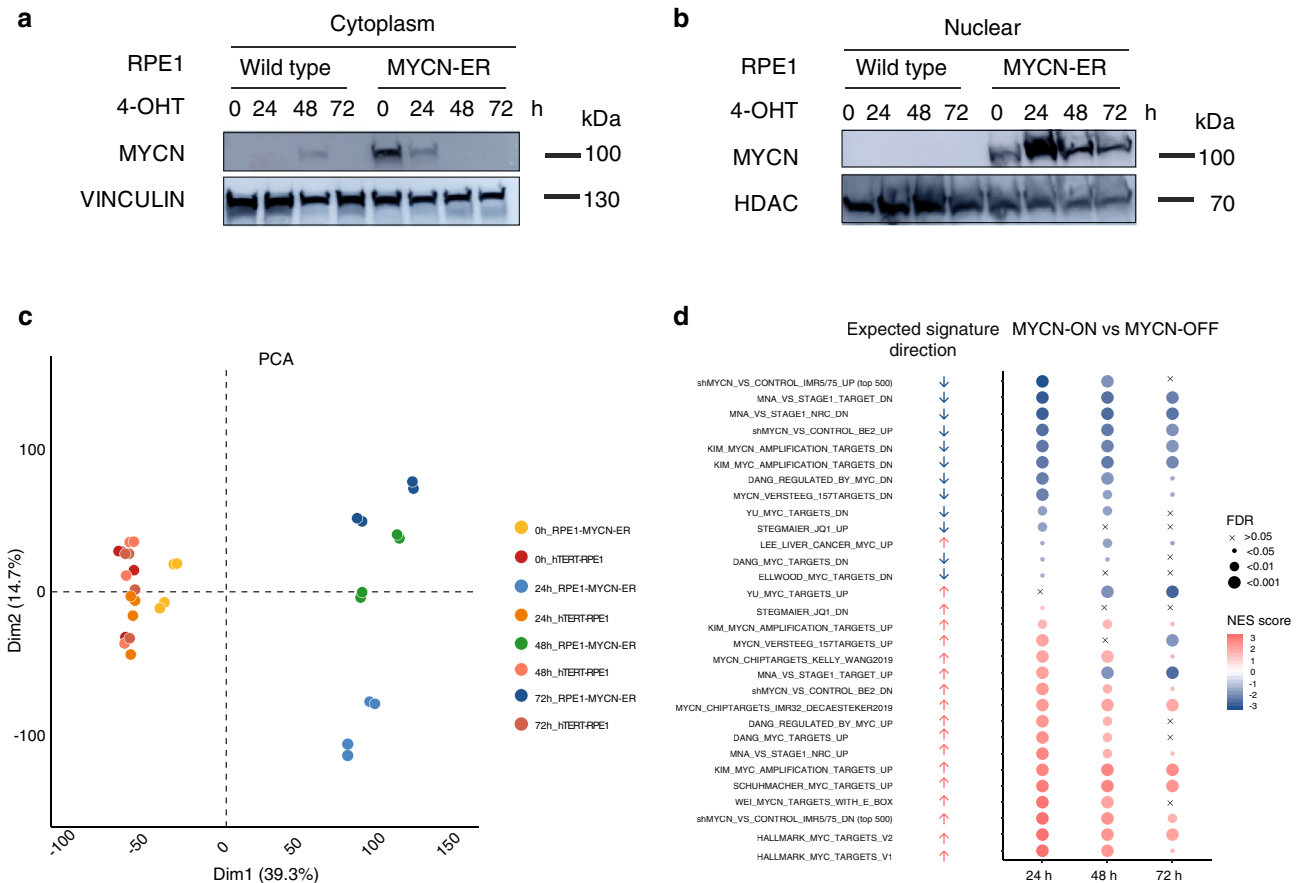 a
Cytoplasm
RPE1 Wild type MYCN-ER
4-OHT 0 24 48 72 0 24 48 72 h
kDa
MYCN 100
VINCULIN 130
b
Nuclear
RPE1 Wild type MYCN-ER
4-OHT 0 24 48 72 0 24 48 72 h
kDa
MYCN 100
HDAC 70
c
PCA
Dim2 (14.7%)
100
0
-100
-100 -50 0 50 100 150
Dim1 (39.3%)
0h_RPE1-MYCN-ER
0h_hTERT-RPE1
24h_RPE1-MYCN-ER
24h_hTERT-RPE1
48h_RPE1-MYCN-ER
48h_hTERT-RPE1
72h_RPE1-MYCN-ER
72h_hTERT-RPE1
d
Expected signature direction
MYCN-ON vs MYCN-OFF
shMYCN_VS_CONTROL_IMR5/75_UP (top 500) ↓
MNA_VS_STAGE1_TARGET_DN ↓
MNA_VS_STAGE1_NRC_DN ↓
shMYCN_VS_CONTROL_BE2_UP ↓
KIM_MYCN_AMPLIFICATION_TARGETS_DN ↓
KIM_MYC_AMPLIFICATION_TARGETS_DN ↓
DANG_REGULATED_BY_MYC_DN ↓
MYCN_VERSTEEG_157TARGETS_DN ↓
YU_MYC_TARGETS_DN ↓
STEGMAIER_JQ1_UP ↓
LEE_LIVER_CANCER_MYC_UP ↑
DANG_MYC_TARGETS_DN ↓
ELLWOOD_MYC_TARGETS_DN ↓
YU_MYC_TARGETS_UP ↑
STEGMAIER_JQ1_DN ↑
KIM_MYCN_AMPLIFICATION_TARGETS_UP ↑
MYCN_VERSTEEG_157TARGETS_UP ↑
MYCN_CHIPTARGETS_KELLY_WANG2019 ↑
MNA_VS_STAGE1_TARGET_UP ↑
shMYCN_VS_CONTROL_BE2_DN ↑
MYCN_CHIPTARGETS_IMR32_DECAESTEKER2019 ↑
DANG_REGULATED_BY_MYC_UP ↑
DANG_MYC_TARGETS_UP ↑
MNA_VS_STAGE1_NRC_UP ↑
KIM_MYC_AMPLIFICATION_TARGETS_UP ↑
SCHUHMACHER_MYC_TARGETS_UP ↑
WEI_MYCN_TARGETS_WITH_E_BOX ↑
shMYCN_VS_CONTROL_IMR5/75_DN (top 500) ↑
HALLMARK_MYC_TARGETS_V2 ↑
HALLMARK_MYC_TARGETS_V1 ↑
24 h 48 h 72 h
FDR
× >0.05
<0.05
<0.01
<0.001
NES score
3
2
1
0
-1
-2
-3